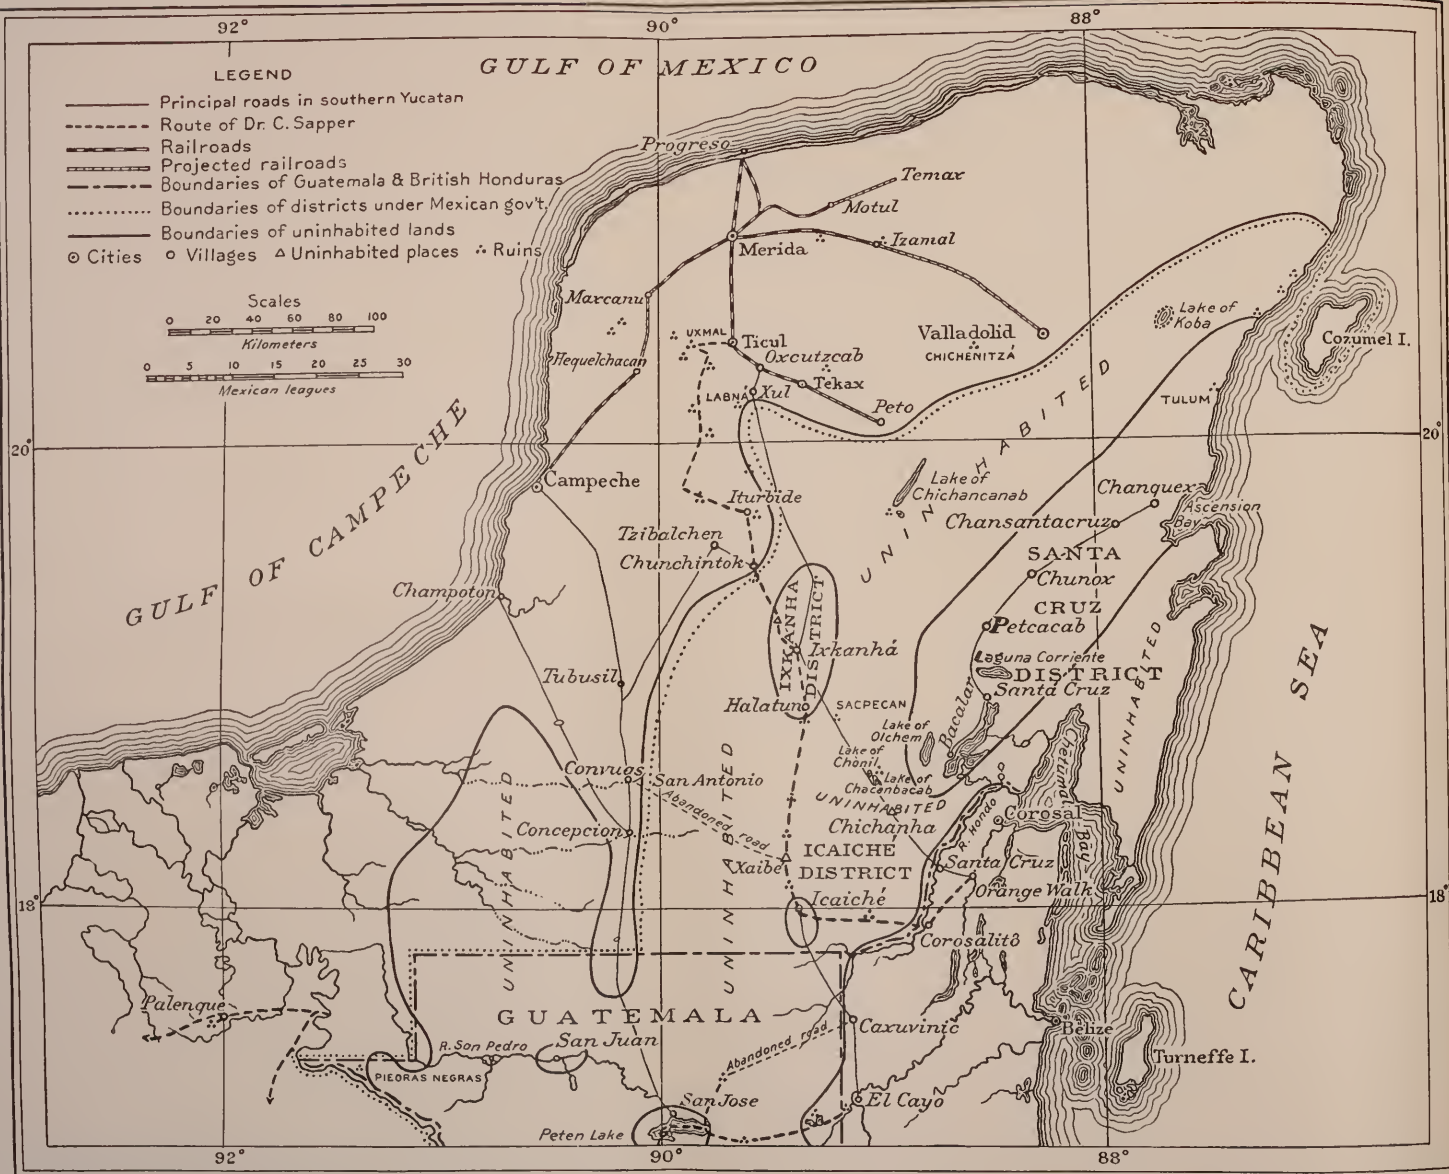 92°
90°
88°
GULF OF MEXICO
LEGEND
Principal roads in southern Yucatan
Route of Dr. C. Sapper
Railroads
Projected railroads
Boundaries of Guatemala & British Honduras
Boundaries of districts under Mexican gov't.
Boundaries of uninhabited lands
Cities Villages Uninhabited places Ruins
Scales
0 20 40 60 80 100
Kilometers
0 5 10 15 20 25 30
Mexican leagues
Progreso
Temax
Motul
Izamal
Merida
Maxcanu
Lake of
Koba
Valladolid
CHICHENITZÁ
Cozumel I.
UXMAL
Ticul
Hequelchacan
Oxcutzcab
Tekax
LABNÁ
Xul
Peto
TULUM
GULF OF CAMPECHE
UNINHABITED
20°
20°
Campeche
Lake of
Chichancanab
Chanquex
Iturbide
Ascension
Bay
Chansantacruz
Tzibalchen
Chunchintok
SANTA
Chunox
Champoton
IXKANHA
DISTRICT
CRUZ
Petcacab
Ixkanhá
Laguna Corriente
DISTRICT
Tubusil
Santa Cruz
Halatun
SACPECAN
Bacalar
Lake of
Olchem
Lake of
Chonil
Lake of
Chacanbacab
UNINHABITED
Chetumal Bay
CARIBBEAN SEA
Convuas
San Antonio
Abandoned road
UNINHABITED
UNINHABITED
UNINHABITED
Concepcion
Chichanha
R. Hondo
Corosal
Xaibe
ICAICHE
DISTRICT
Santa Cruz
Orange Walk
Icaiché
18°
18°
Corosalitô
Palenque
GUATEMALA
Caxuvinic
Belize
R. San Pedro
San Juan
Abandoned road
Turneffe I.
PIEDRAS NEGRAS
San Jose
El Cayo
Peten Lake
92°
90°
88°